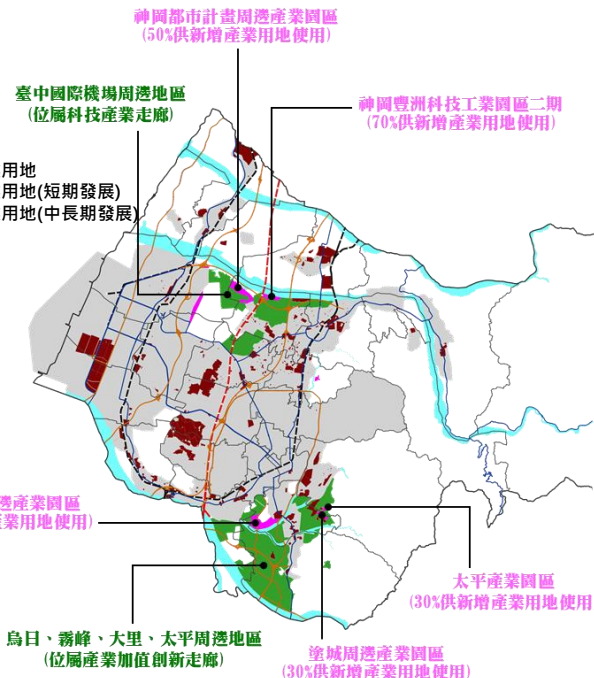 神岡都市計畫周邊產業園區
(50%供新增產業用地使用)
臺中國際機場周邊地區
(位屬科技產業走廊)
神岡豐洲科技工業園區二期
(70%供新增產業用地使用)
用地
用地(短期發展)
用地(中長期發展)
邊產業園區
產業用地使用)
太平產業園區
(30%供新增產業用地使用
烏日、霧峰、大里、太平周邊地區
(位屬產業加值創新走廊)
塗城周邊產業園區
(30%供新增產業用地使用)